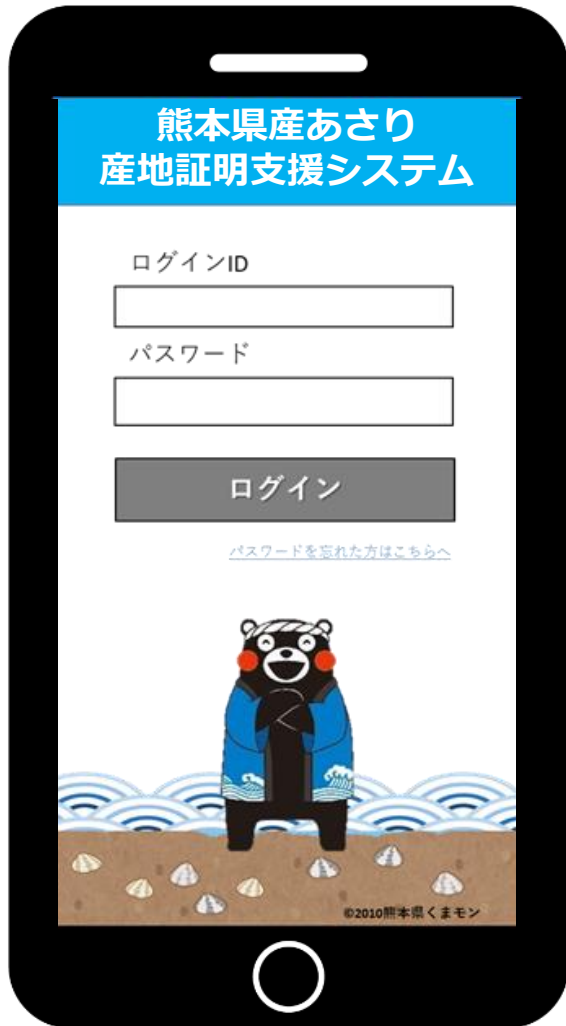 熊本県産あさり
産地証明支援システム
ログインID
パスワード
ログイン
パスワードを忘れた方はこちらへ
©2010熊本県くまモン